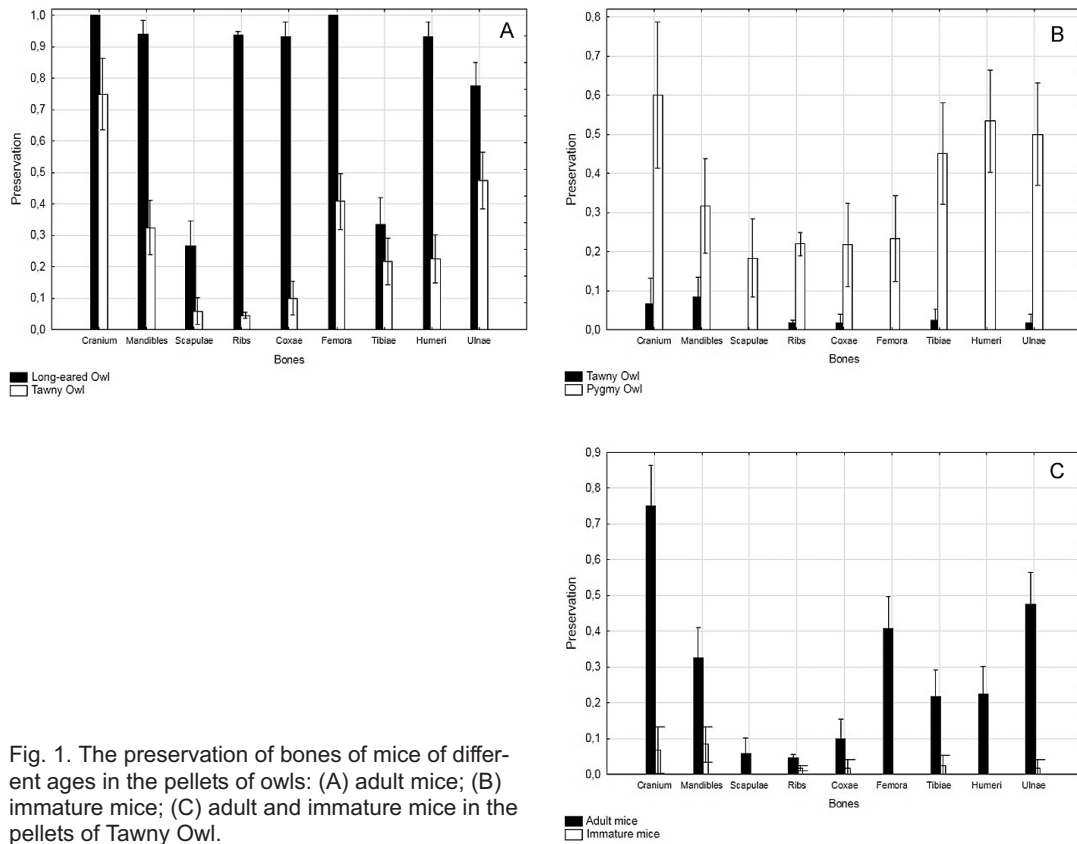 A
Preservation
1,0
0,9
0,8
0,7
0,6
0,5
0,4
0,3
0,2
0,1
0,0
Cranium Mandibles Scapulae Ribs Coxae Femora Tibiae Humeri Ulnae
Bones
Long-eared Owl
Tawny Owl
B
Preservation
0,8
0,7
0,6
0,5
0,4
0,3
0,2
0,1
0,0
Cranium Mandibles Scapulae Ribs Coxae Femora Tibiae Humeri Ulnae
Bones
Tawny Owl
Pygmy Owl
C
Preservation
0,9
0,8
0,7
0,6
0,5
0,4
0,3
0,2
0,1
0,0
Cranium Mandibles Scapulae Ribs Coxae Femora Tibiae Humeri Ulnae
Bones
Adult mice
Immature mice
Fig. 1. The preservation of bones of mice of differ-
ent ages in the pellets of owls: (A) adult mice; (B)
immature mice; (C) adult and immature mice in the
pellets of Tawny Owl.